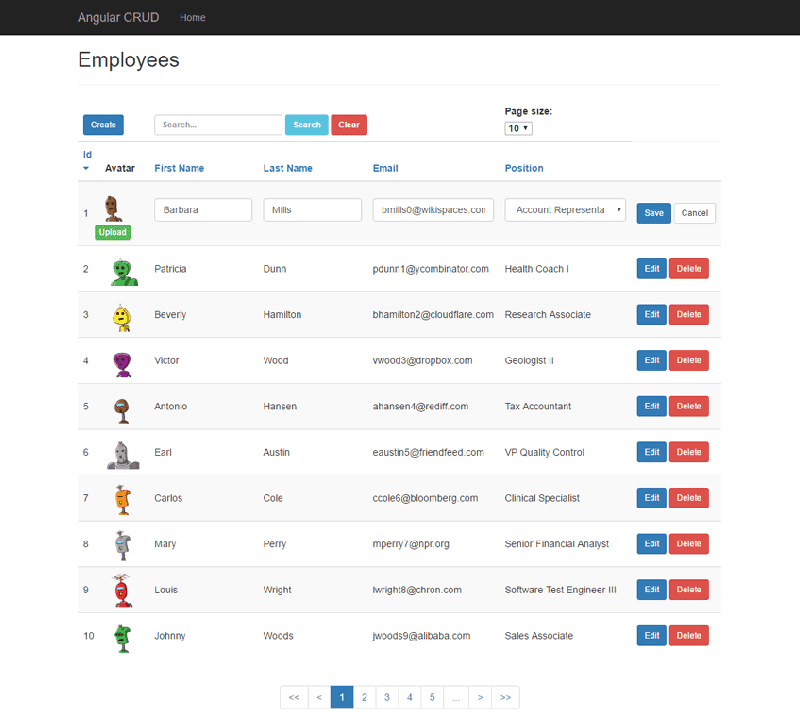 Angular CRUD Home
Employees
Page size:
Create Search... Search Clear 10
Id Avatar First Name Last Name Email Position
1 Upload Barbara Mills bmills0@wikispaces.com Account Representa Save Cancel
2 Patricia Dunn pdunn1@ycombinator.com Health Coach I Edit Delete
3 Beverly Hamilton bhamilton2@cloudflare.com Research Associate Edit Delete
4 Victor Wood vwood3@dropbox.com Geologist II Edit Delete
5 Antonio Hansen ahansen4@rediff.com Tax Accountant Edit Delete
6 Earl Austin eaustin5@friendfeed.com VP Quality Control Edit Delete
7 Carlos Cole ccole6@bloomberg.com Clinical Specialist Edit Delete
8 Mary Perry mperry7@npr.org Senior Financial Analyst Edit Delete
9 Louis Wright lwright8@chron.com Software Test Engineer III Edit Delete
10 Johnny Woods jwoods9@alibaba.com Sales Associate Edit Delete
<< < 1 2 3 4 5 ... > >>